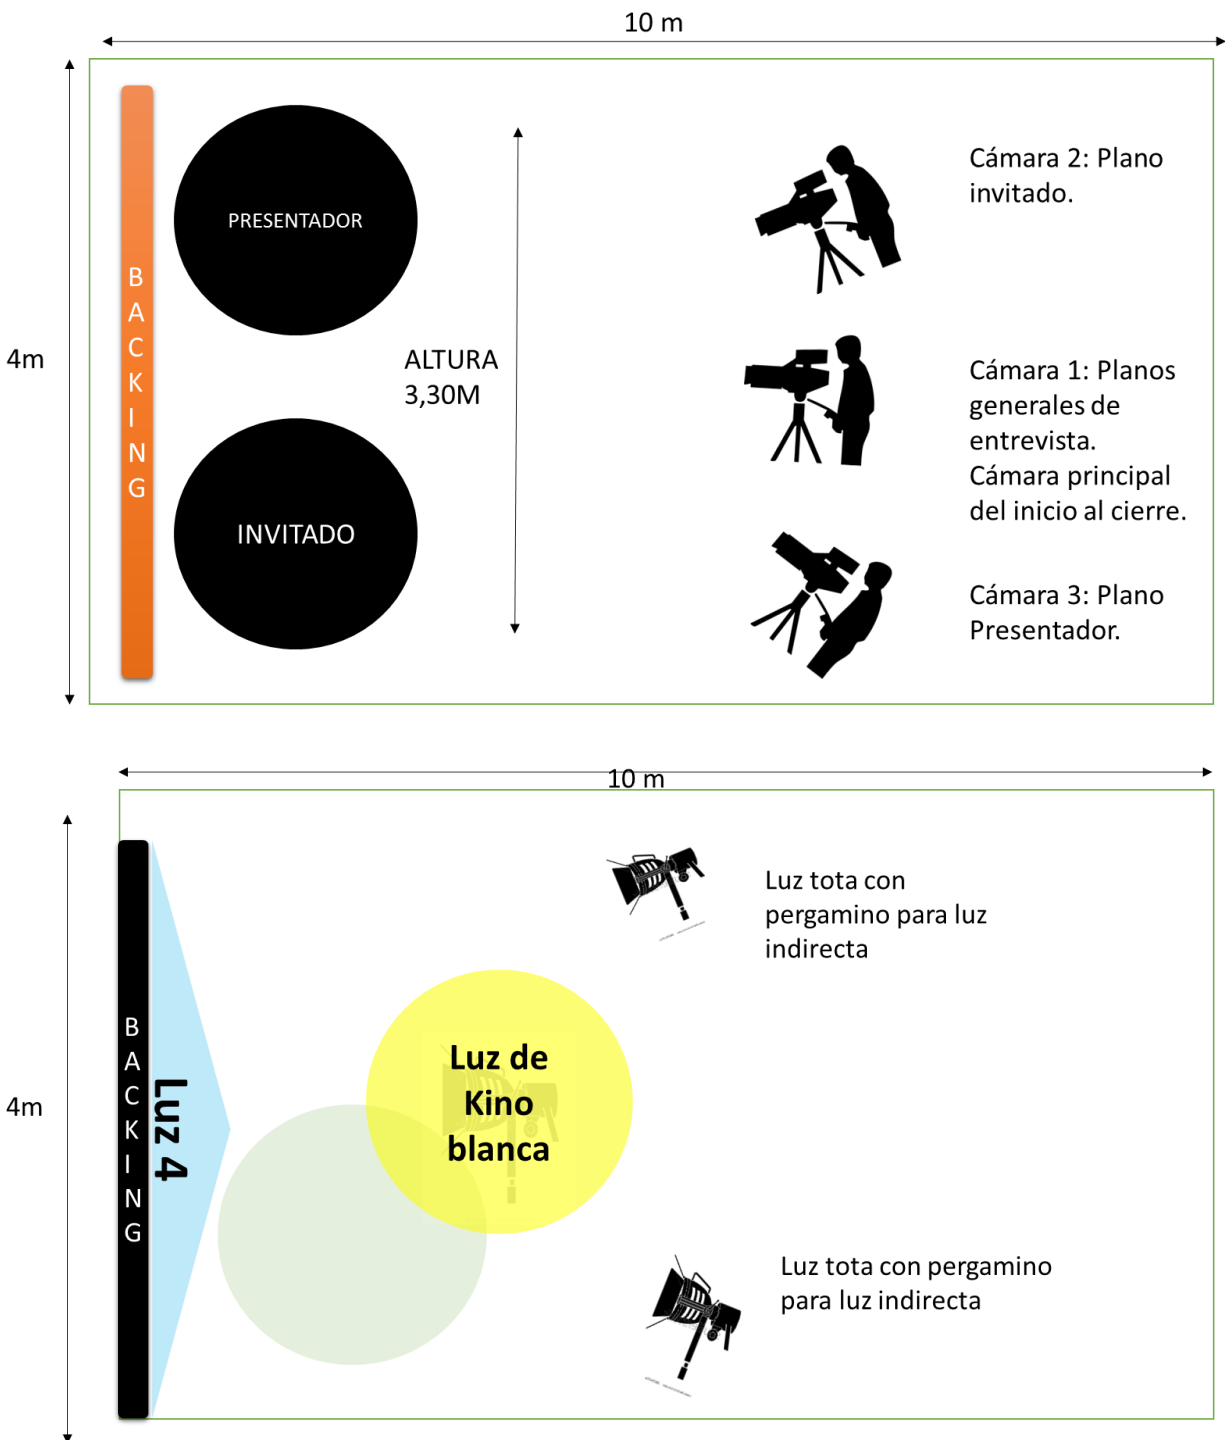 10 m
4m
BACKING
PRESENTADOR
ALTURA
3,30M
INVITADO
Cámara 2: Plano
invitado.
Cámara 1: Planos
generales de
entrevista.
Cámara principal
del inicio al cierre.
Cámara 3: Plano
Presentador.
10 m
4m
BACKING
Luz 4
Luz de
Kino
blanca
Luz tota con
pergamino para luz
indirecta
Luz tota con pergamino
para luz indirecta